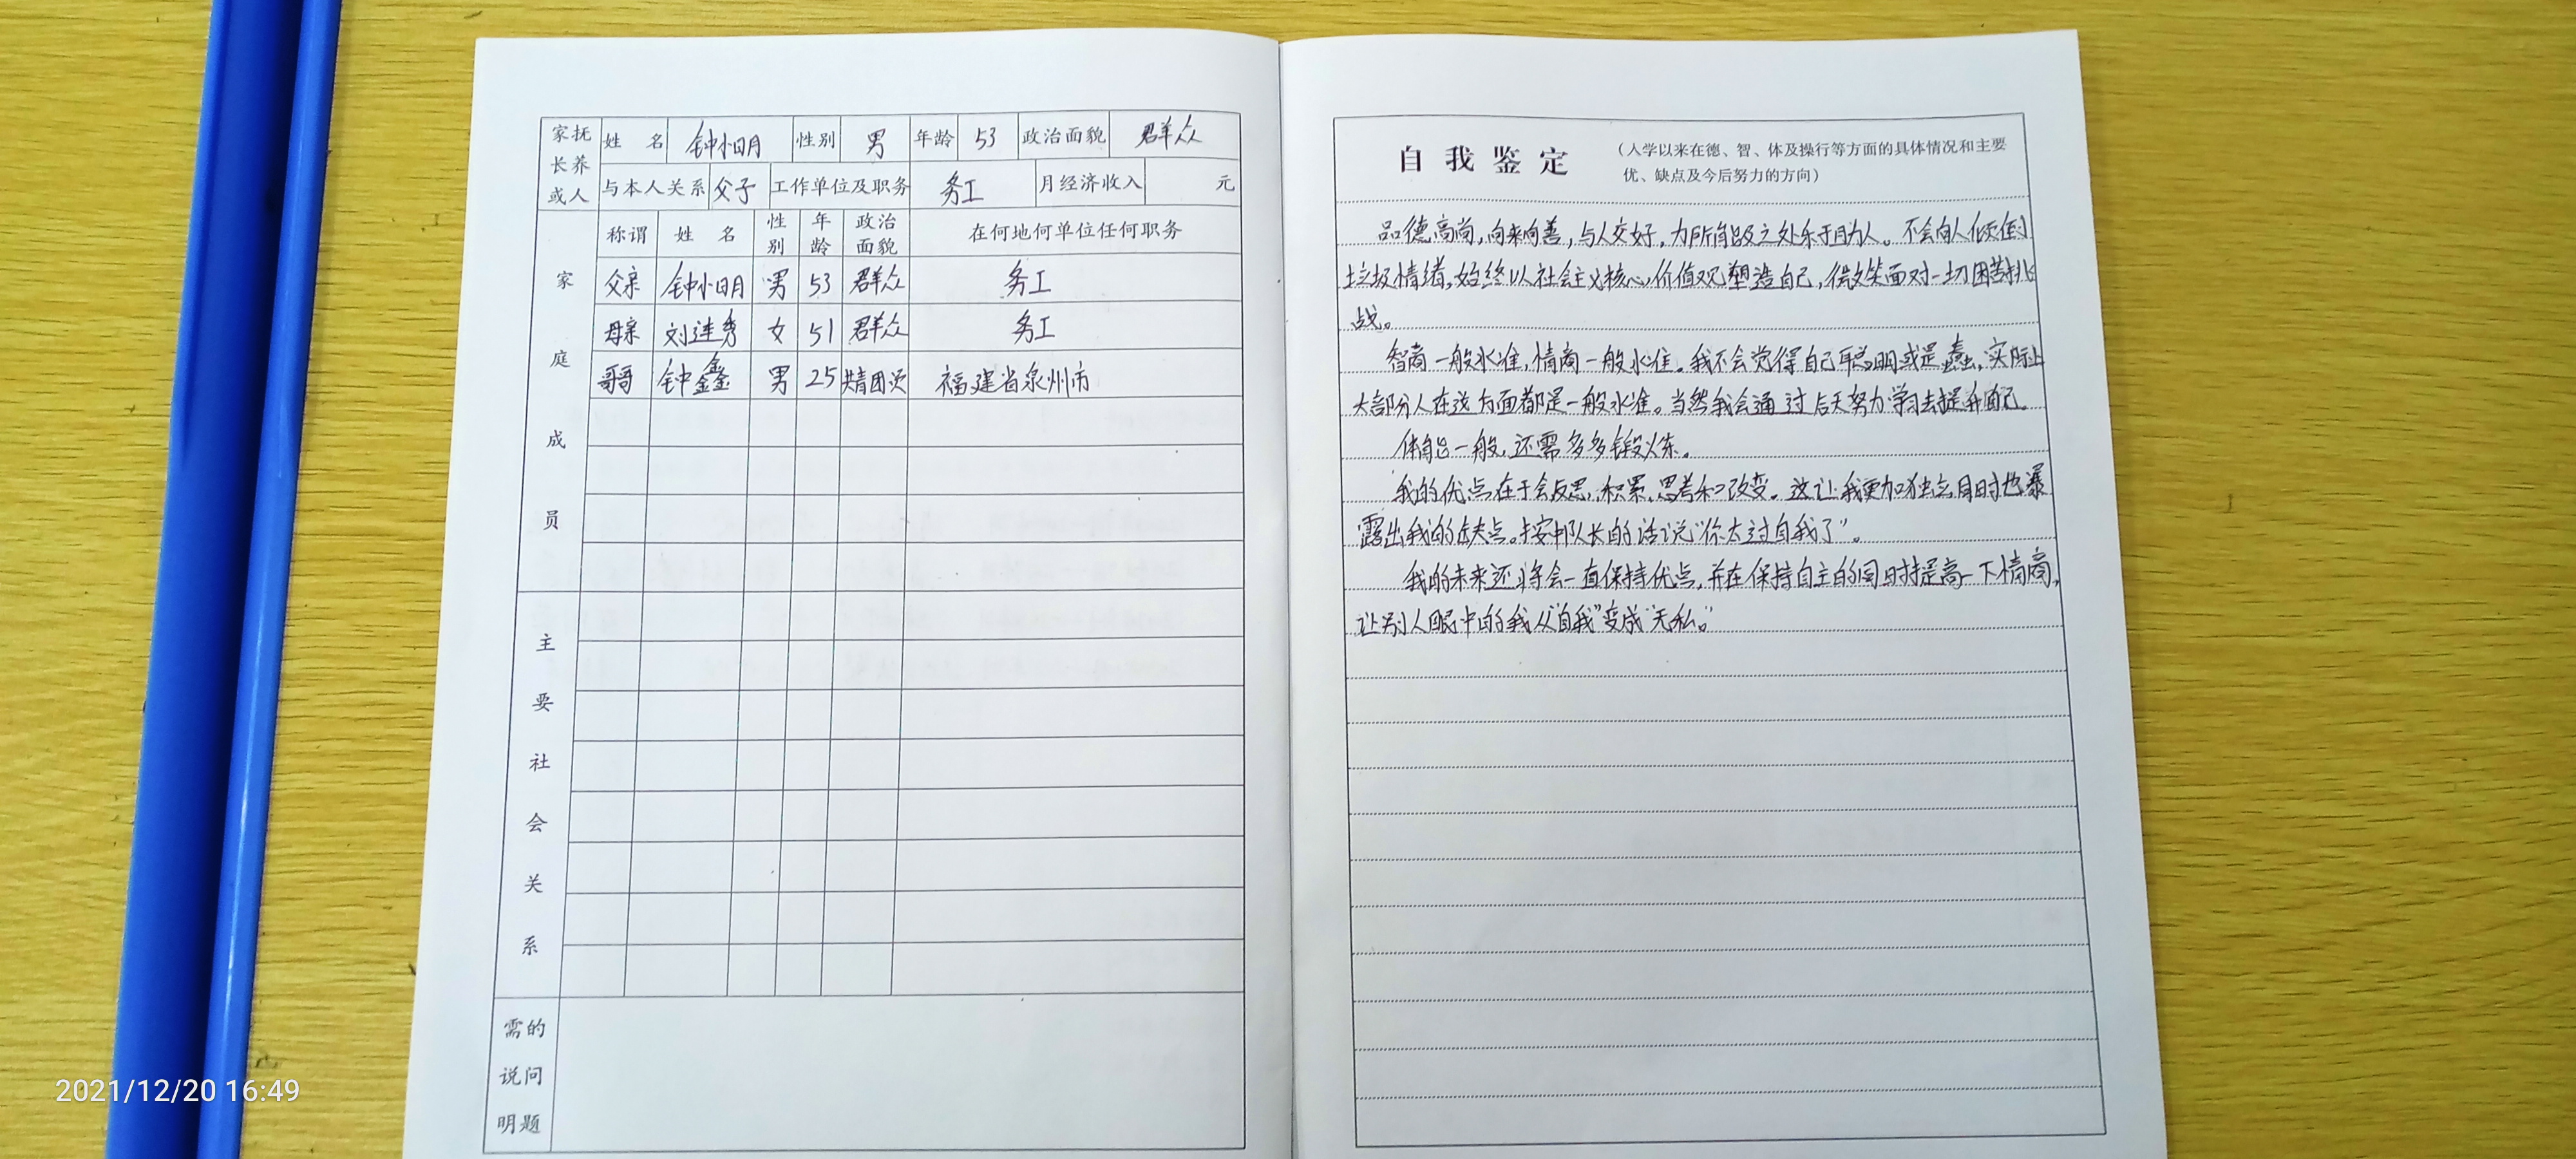 家长或抚养人 姓名 钟小明 性别 男 年龄 53 政治面貌 群众
与本人关系 父子 工作单位及职务 务工 月经济收入 元
家庭成员 称谓 姓名 性别 年龄 政治面貌 在何地何单位任何职务
父亲 钟小明 男 53 群众 务工
母亲 刘连秀 女 51 群众 务工
哥哥 钟鑫 男 25 共青团员 福建省泉州市
主要社会关系
需的说问明题
自我鉴定 (入学以来在德、智、体及操行等方面的具体情况和主要
优、缺点及今后努力的方向)
品德高尚,向来向善,与人交好,力所能及之处乐于助人。不会向人倾倒
垃圾情绪,始终以社会主义核心价值观塑造自己,微笑面对一切困苦挑
战。
智商一般水准,情商一般水准。我不会觉得自己聪明或是蠢,实际上
大部分人在这方面都是一般水准。当然我会通过后天努力学习去提升自己。
体能一般,还需多多锻炼。
我的优点在于会反思,积累,思考和改变。这让我更加独立,同时也暴
露出我的缺点。按中队长的话说“你太过自我了”。
我的未来还将会一直保持优点,并在保持自主的同时提高一下情商,
让别人眼中的我从“自我”变成“无私。”
2021/12/20 16:49